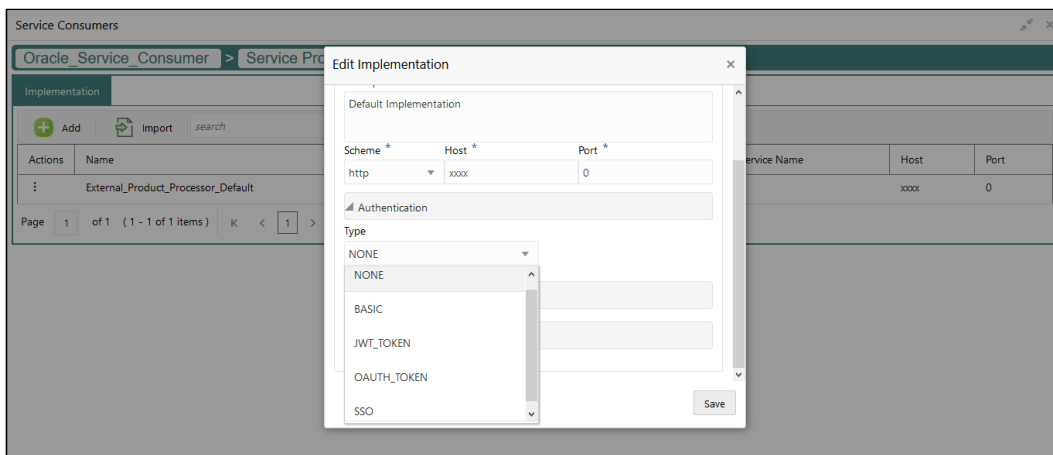 Service Consumers
Oracle_Service_Consumer > Service Pro
Implementation
Add Import search
Actions Name ervice Name Host Port
External_Product_Processor_Default xxxx 0
Page 1 of 1 (1 - 1 of 1 items) K < 1 >
Edit Implementation ×
Default Implementation
Scheme * Host * Port *
http xxxx 0
Authentication
Type
NONE
NONE
BASIC
JWT_TOKEN
OAUTH_TOKEN
SSO
Save